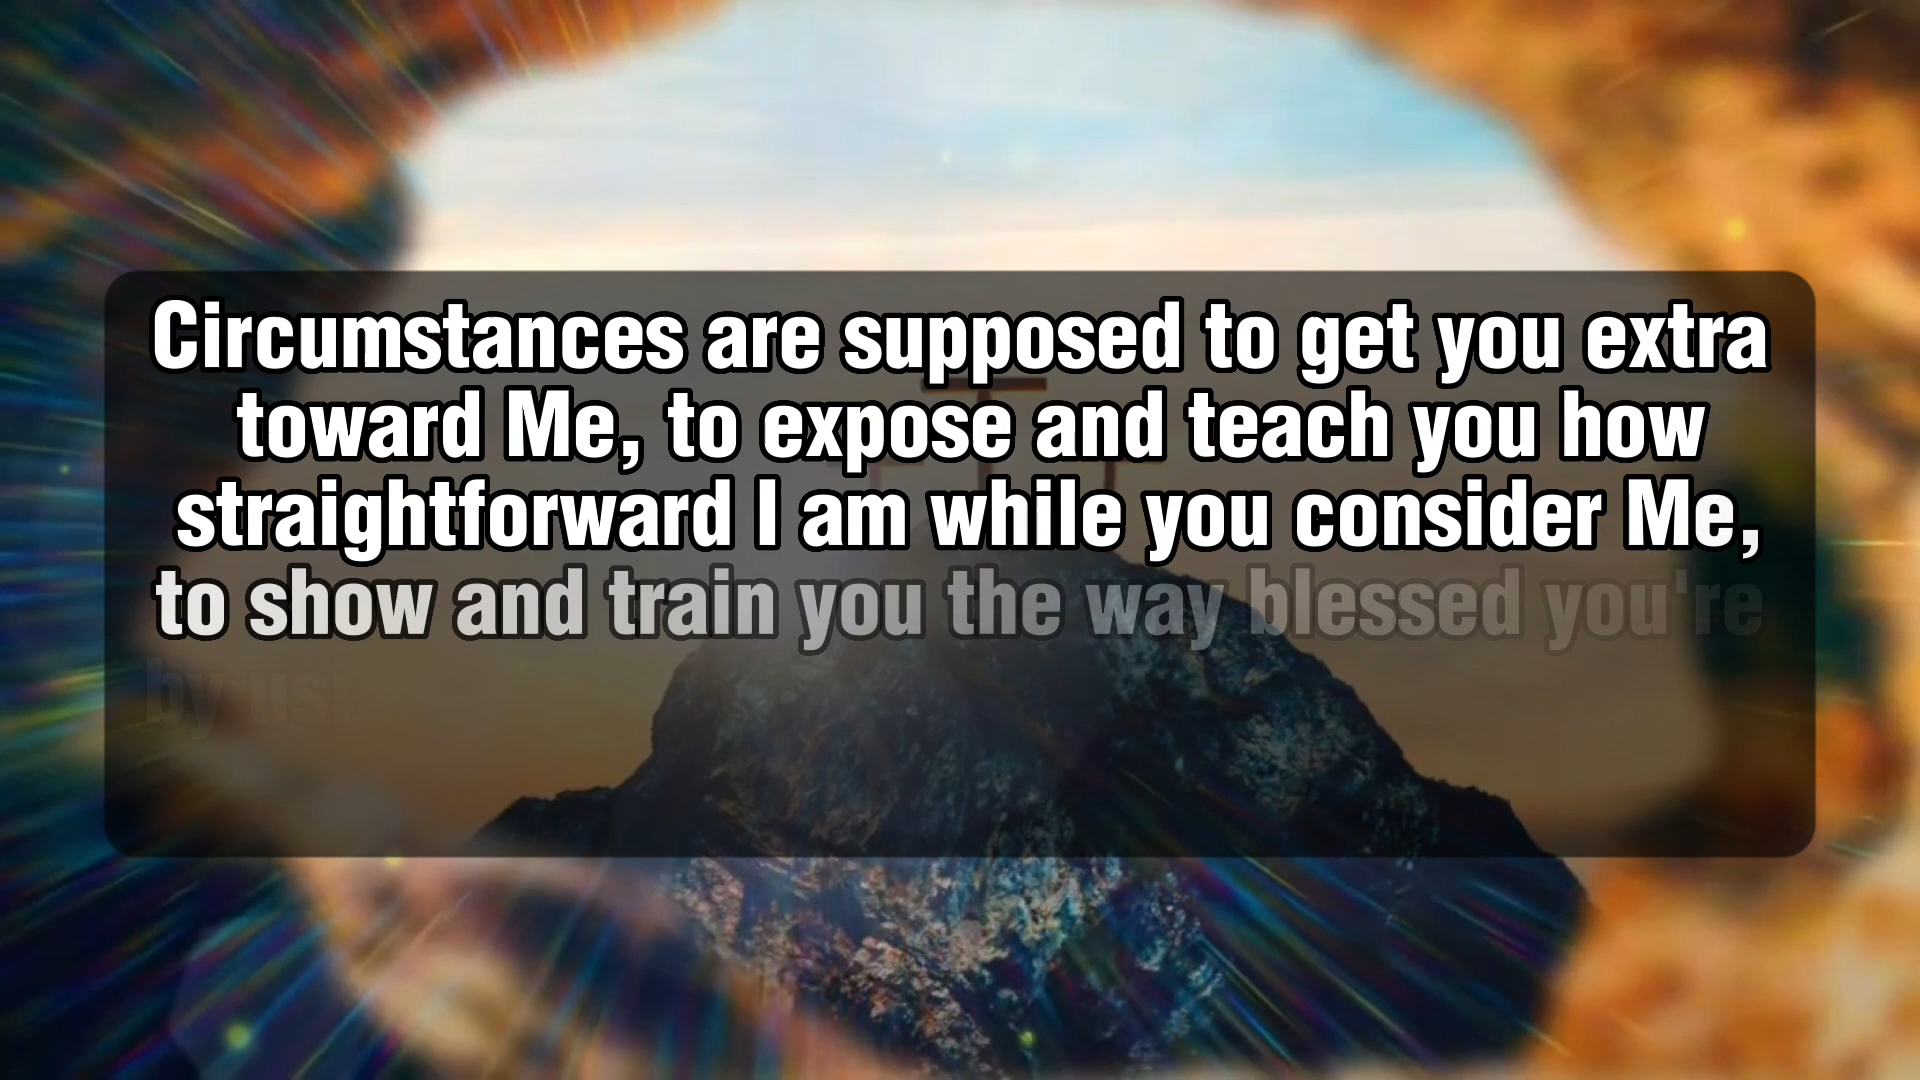 Circumstances are supposed to get you extra
toward Me, to expose and teach you how
straightforward I am while you consider Me,
to show and train you the way blessed you're
by